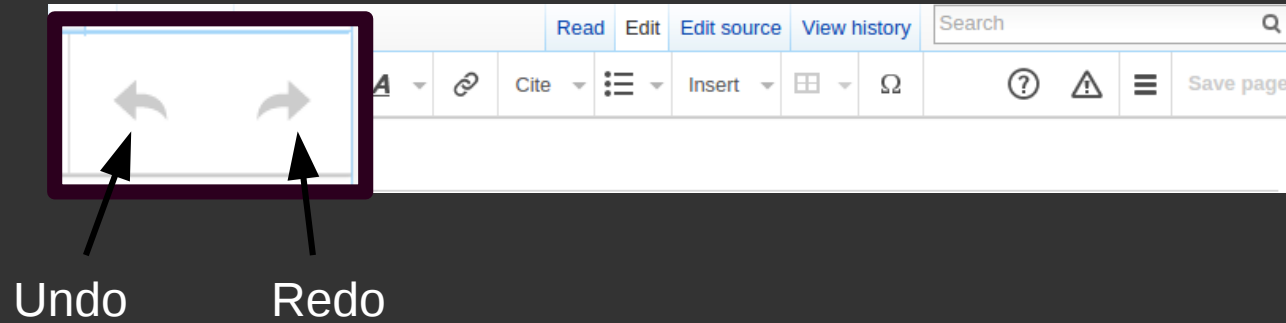 Read Edit Edit source View history Search
A Cite Insert Ω ? Save page
Undo Redo